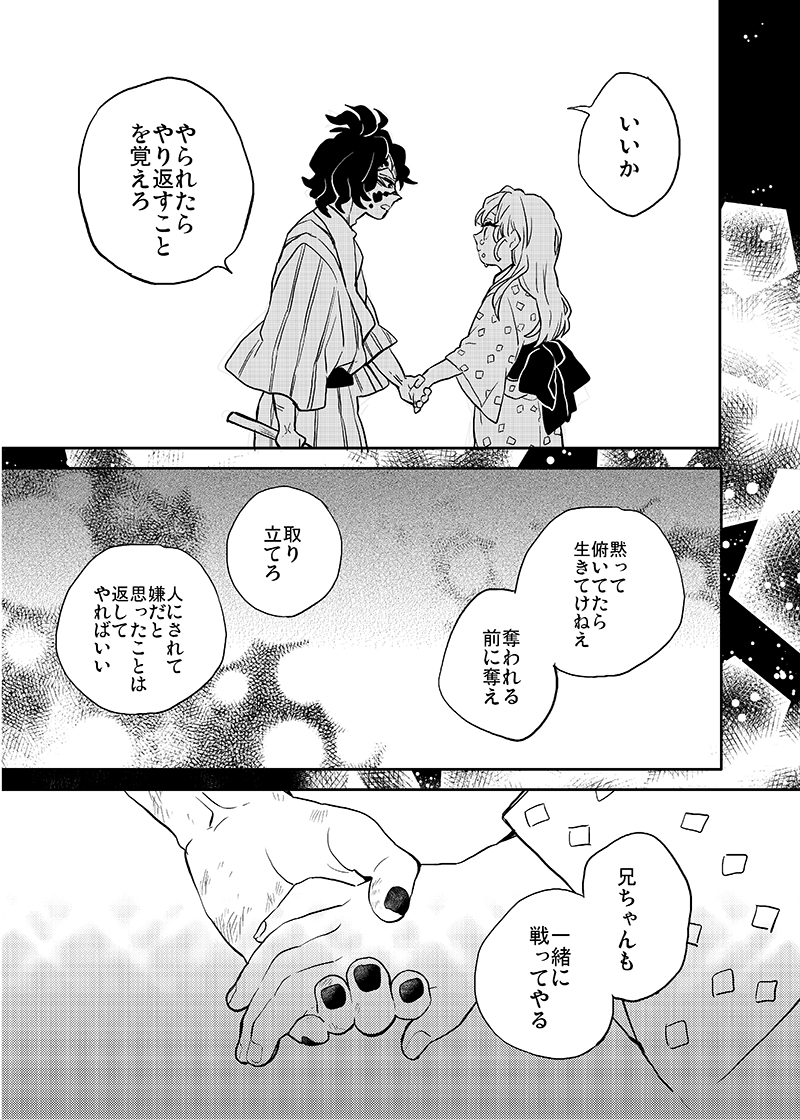 いいか
やられたら
やり返すこと
を覚えろ
黙って
俯いてたら
生きてけねえ
奪われる
前に奪え
取り
立てろ
人にされて
嫌だと
思ったことは
返して
やればいい
兄ちゃんも
一緒に
戦ってやる